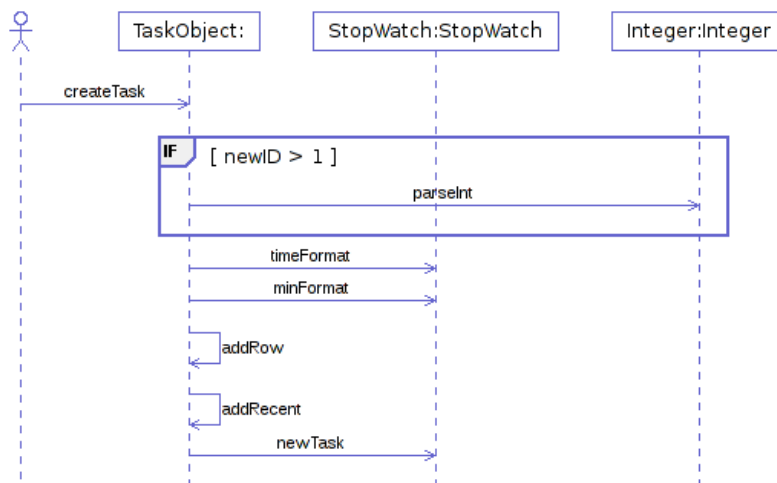 TaskObject:
StopWatch:StopWatch
Integer:Integer
createTask
IF
[ newID > 1 ]
parseInt
timeFormat
minFormat
addRow
addRecent
newTask